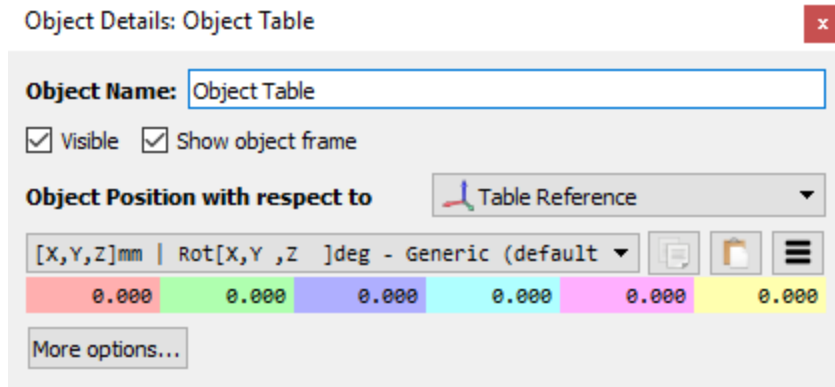 Object Details: Object Table
x
Object Name: Object Table
Visible Show object frame
Object Position with respect to Table Reference
[X,Y,Z]mm | Rot[X,Y ,Z  ]deg - Generic (default
0.000 0.000 0.000 0.000 0.000 0.000
More options...